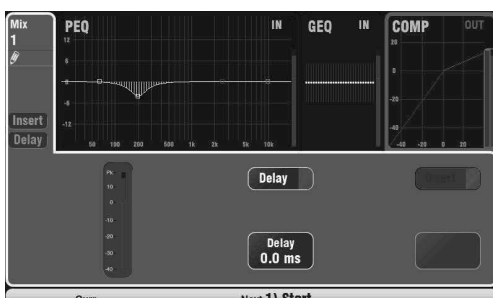 Mix
1
PEQ IN
GEQ IN
COMP OUT
12
6
0
-6
-12
50 100 200 500 1k 2k 5k 10k
20
0
-20
-40
-40 -20 0 20
Insert
Delay
Pk
10
0
-10
-20
-30
-40
Delay
Insert
Delay
0.0 ms
Next 1) Start